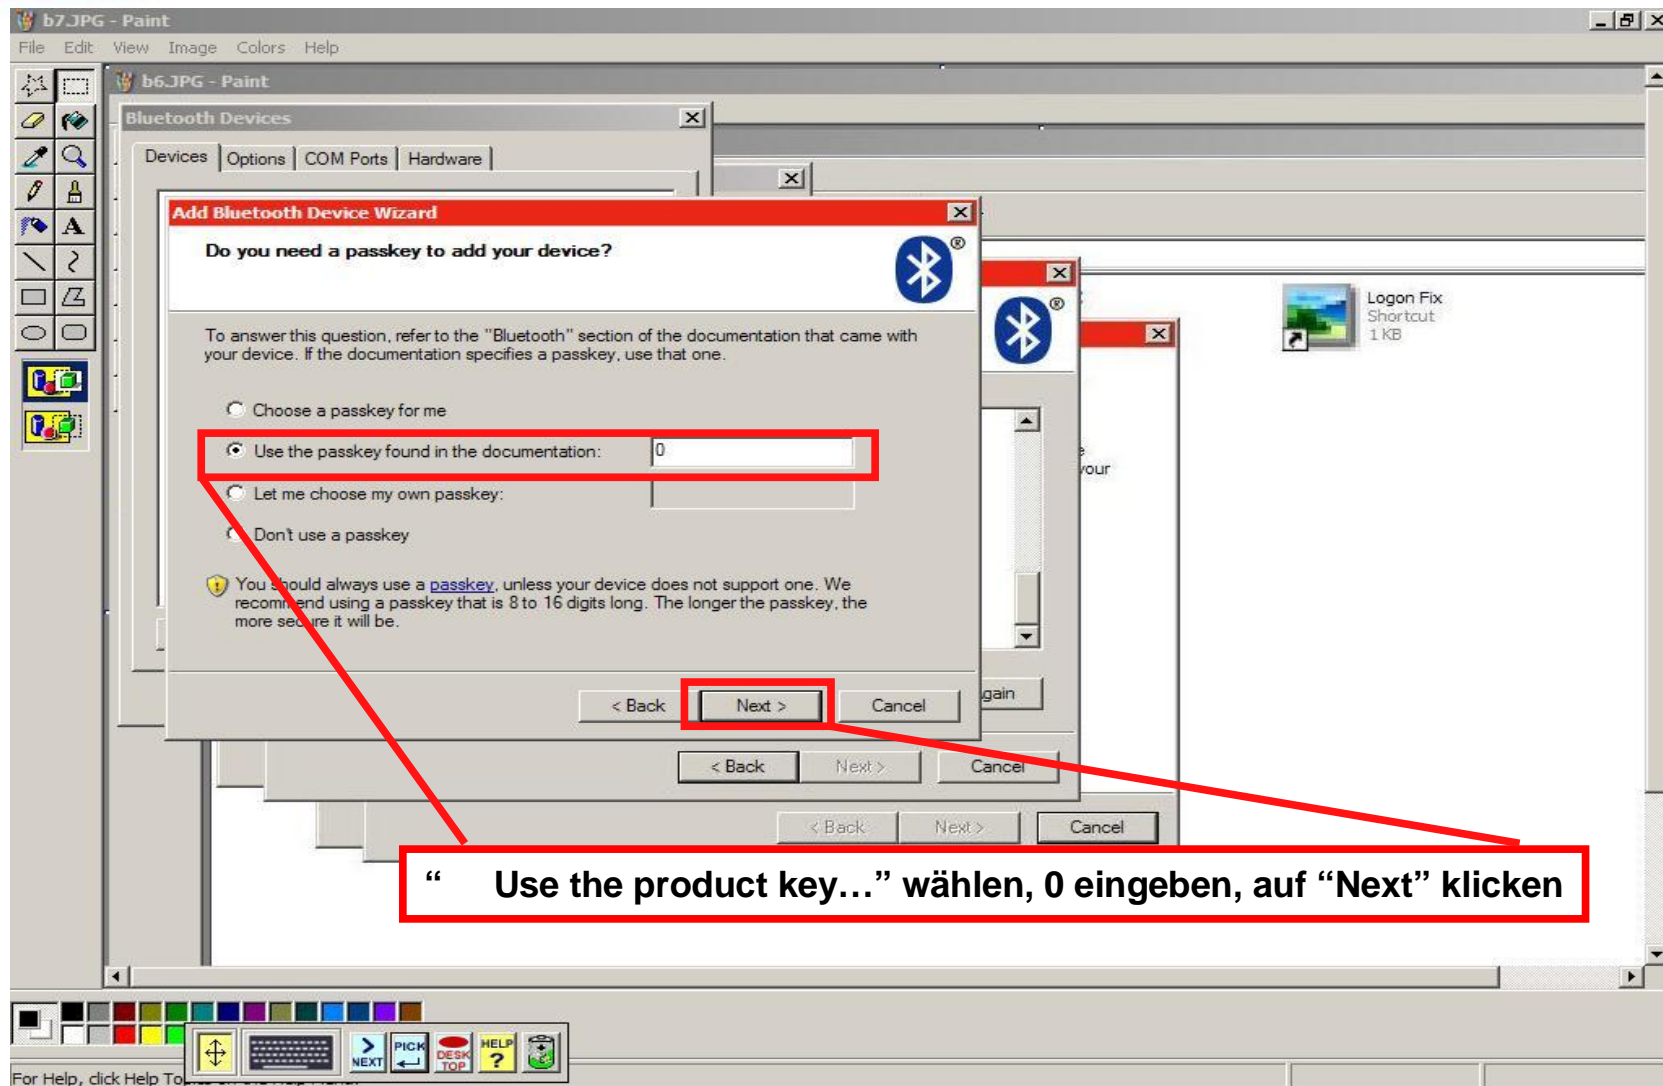 b7.JPG - Paint
File Edit View Image Colors Help
b6.JPG - Paint
Bluetooth Devices
Devices Options COM Ports Hardware
Add Bluetooth Device Wizard
Do you need a passkey to add your device?
®
®
To answer this question, refer to the "Bluetooth" section of the documentation that came with
your device. If the documentation specifies a passkey, use that one.
Choose a passkey for me
Use the passkey found in the documentation: 0
Let me choose my own passkey:
Don't use a passkey
You should always use a passkey, unless your device does not support one. We
recommend using a passkey that is 8 to 16 digits long. The longer the passkey, the
more secure it will be.
< Back Next > Cancel
Logon Fix
Shortcut
1 KB
your
gain
< Back Next > Cancel
< Back Next > Cancel
“ Use the product key…” wählen, 0 eingeben, auf “Next” klicken
A
NEXT PICK DESK TOP HELP ?
For Help, click Help To